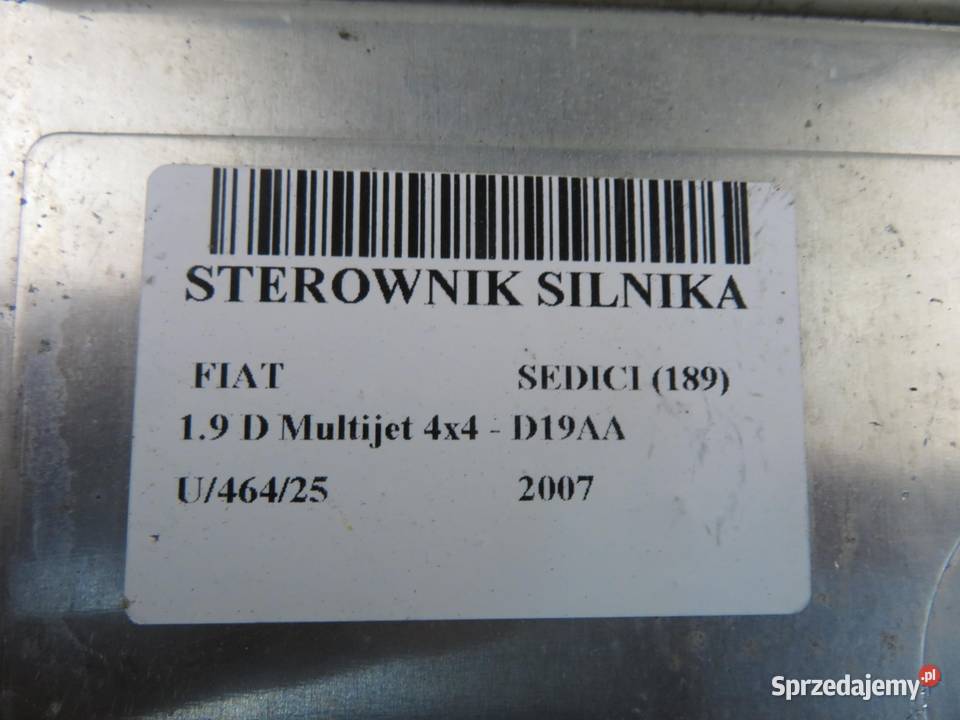 STEROWNIK SILNIKA
FIAT SEDICI (189)
1.9 D Multijet 4x4 - D19AA
U/464/25 2007
Sprzedajemy.pl